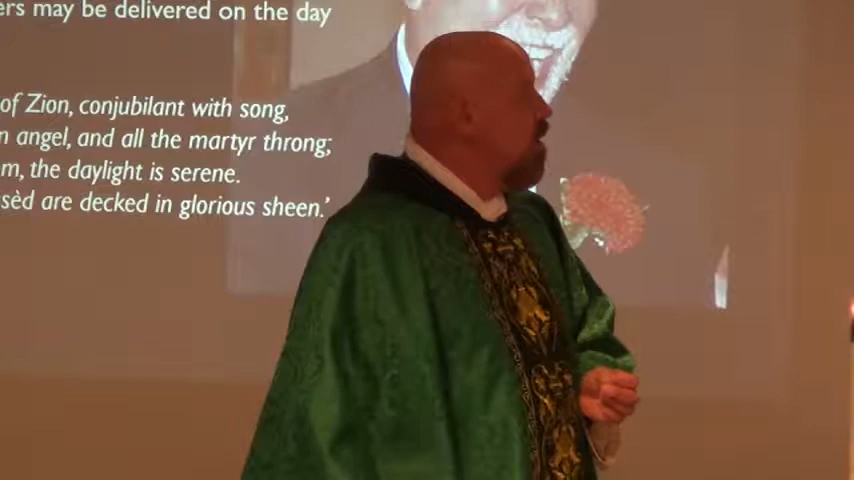 ers may be delivered on the day
of Zion, conjubilant with song,
n angel, and all the martyr throng;
m, the daylight is serene.
sèd are decked in glorious sheen.'